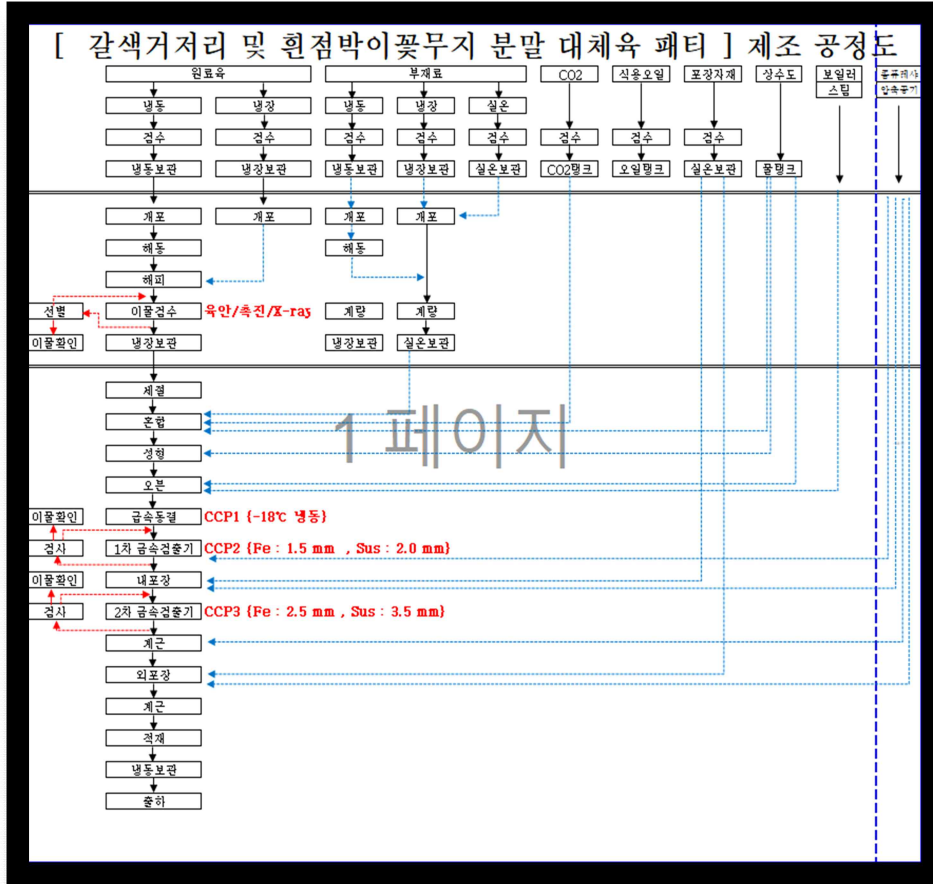 [ 갈색거저리 및 흰점박이꽃무지 분말 대체육 패티 ] 제조 공정도
원료육 부재료 CO2 식용오일 포장자재 상수도 보일러
스팀 압축공기
냉동 냉장 냉동 냉장 실온
검수 검수 검수 검수 검수 검수 검수 검수
냉동보관 냉장보관 냉동보관 냉장보관 실온보관 CO2탱크 오일탱크 실온보관 물탱크
개포 개포 개포 개포
해동 해동
해피
선별 이물검수 육안/촉진/X-ray 계량 계량
이물확인 냉장보관 냉장보관 실온보관
세절
혼합
1 페이지
성형
오븐
이물확인 급속동결 CCP1 {-18℃ 냉동}
검사 1차 금속검출기 CCP2 {Fe : 1.5 mm , Sus : 2.0 mm}
이물확인 내포장
검사 2차 금속검출기 CCP3 {Fe : 2.5 mm , Sus : 3.5 mm}
계근
외포장
계근
적재
냉동보관
출하